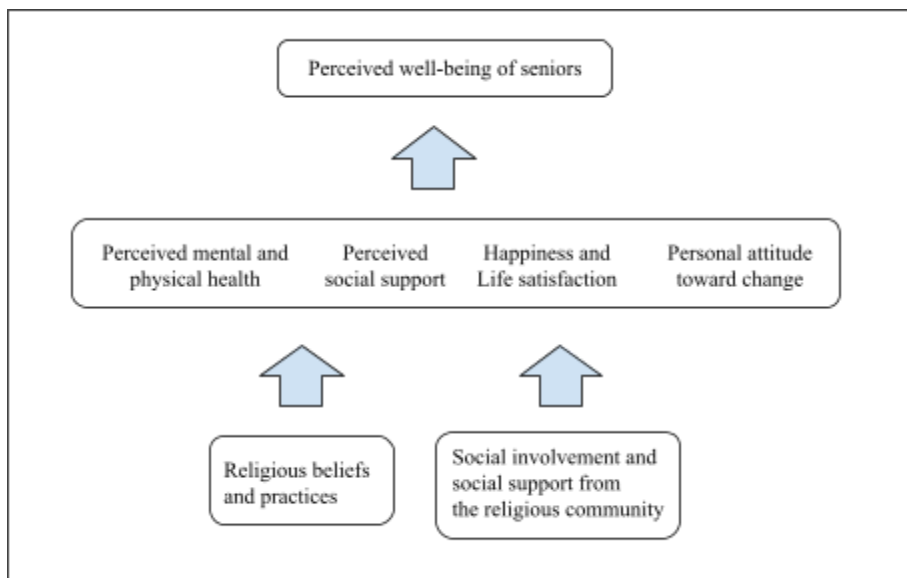 Perceived well-being of seniors
Perceived mental and
physical health
Perceived
social support
Happiness and
Life satisfaction
Personal attitude
toward change
Religious beliefs
and practices
Social involvement and
social support from
the religious community